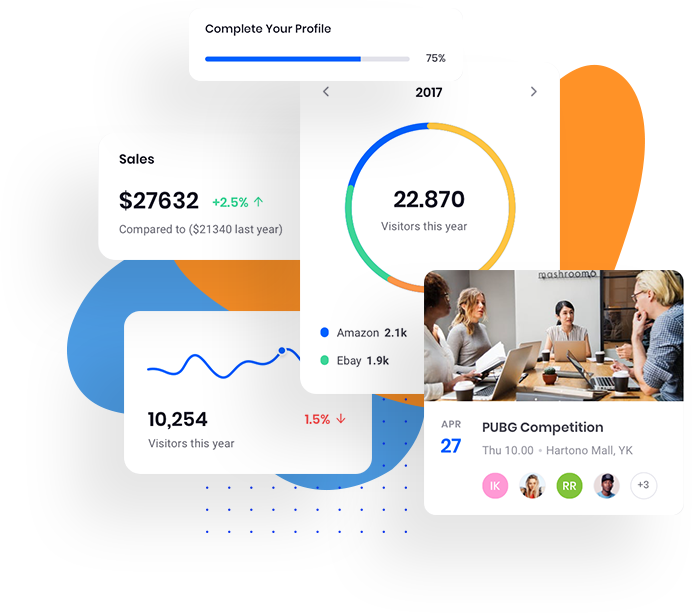 Complete Your Profile
75%
2017
Sales
$27632 +2.5%
Compared to ($21340 last year)
22.870
Visitors this year
Amazon 2.1k
Ebay 1.9k
10,254 1.5%
Visitors this year
mashroomo
APR
27
PUBG Competition
Thu 10.00 • Hartono Mall, YK
IK
RR
+3